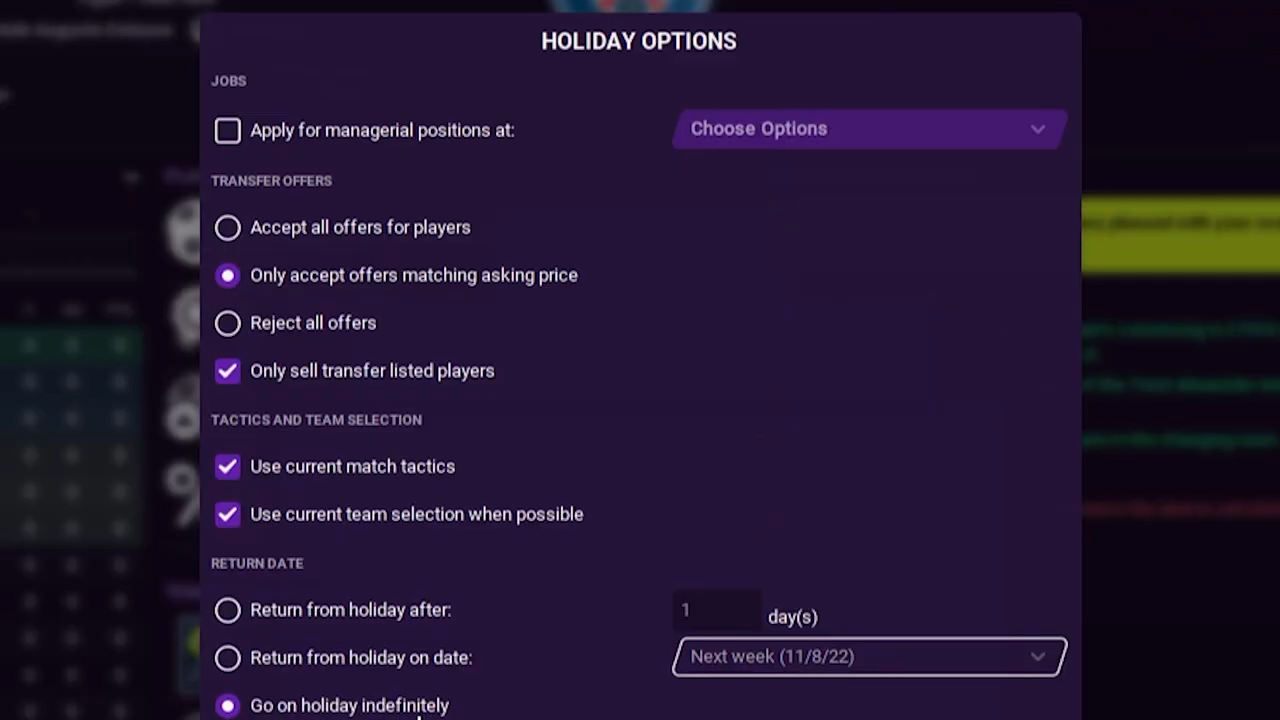 HOLIDAY OPTIONS
JOBS
Apply for managerial positions at:
Choose Options
TRANSFER OFFERS
Accept all offers for players
Only accept offers matching asking price
Reject all offers
Only sell transfer listed players
TACTICS AND TEAM SELECTION
Use current match tactics
Use current team selection when possible
RETURN DATE
Return from holiday after:
1 day(s)
Return from holiday on date:
Next week (11/8/22)
Go on holiday indefinitely